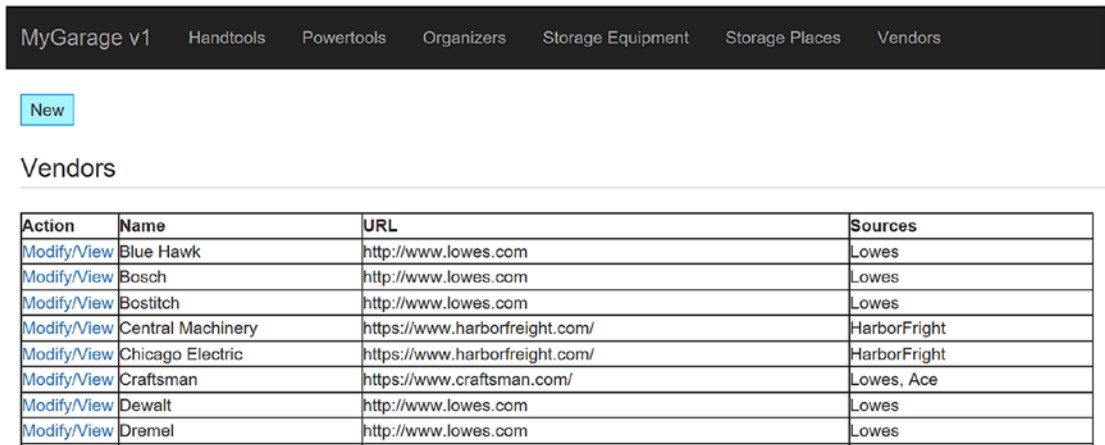 MyGarage v1 Handtools Powertools Organizers Storage Equipment Storage Places Vendors
New
Vendors
Action Name URL Sources
Modify/View Blue Hawk http://www.lowes.com Lowes
Modify/View Bosch http://www.lowes.com Lowes
Modify/View Bostitch http://www.lowes.com Lowes
Modify/View Central Machinery https://www.harborfreight.com/ HarborFright
Modify/View Chicago Electric https://www.harborfreight.com/ HarborFright
Modify/View Craftsman https://www.craftsman.com/ Lowes, Ace
Modify/View Dewalt http://www.lowes.com Lowes
Modify/View Dremel http://www.lowes.com Lowes